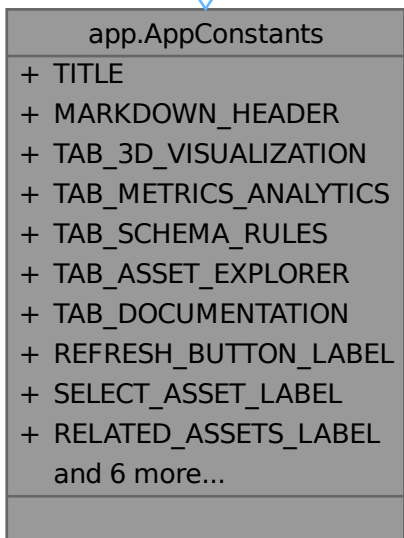 app.AppConstants
+ TITLE
+ MARKDOWN_HEADER
+ TAB_3D_VISUALIZATION
+ TAB_METRICS_ANALYTICS
+ TAB_SCHEMA_RULES
+ TAB_ASSET_EXPLORER
+ TAB_DOCUMENTATION
+ REFRESH_BUTTON_LABEL
+ SELECT_ASSET_LABEL
+ RELATED_ASSETS_LABEL
and 6 more...